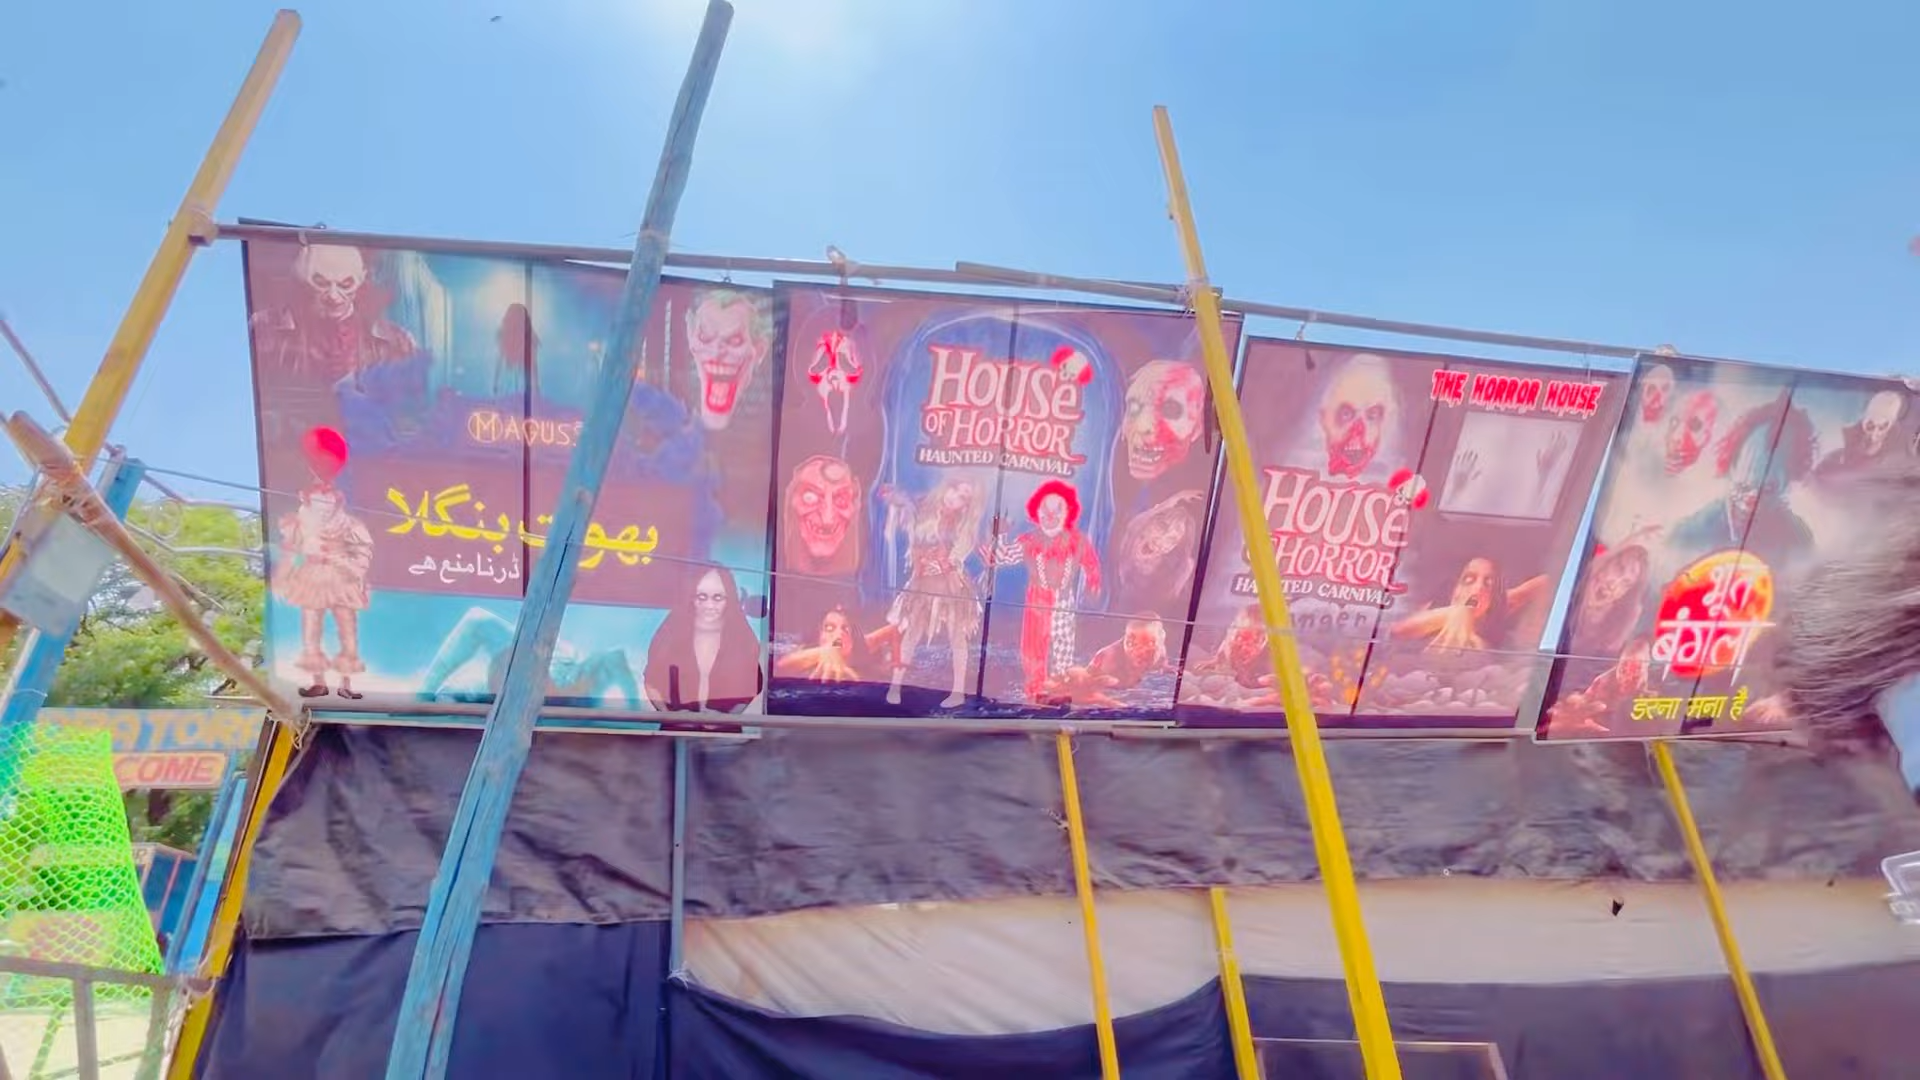 MAGUS
بھوت بنگلا
ڈرنا منع ھے
HOUSE
OF HORROR
HAUNTED CARNIVAL
THE HORROR HOUSE
HOUSE
HORROR
CARNIVAL
भूत
बंगला
डरना मना है
COME